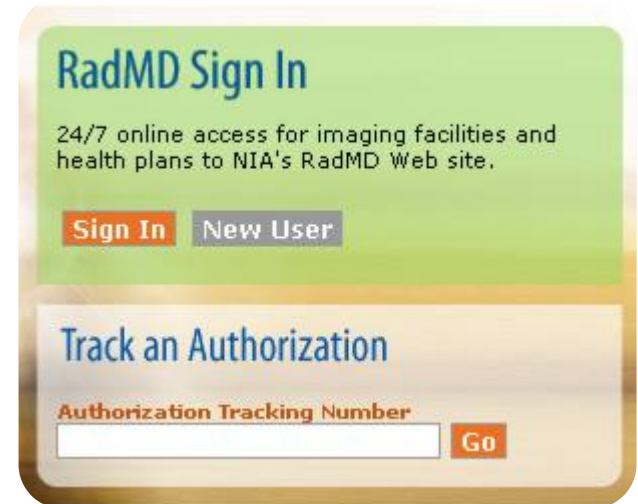 RadMD Sign In
24/7 online access for imaging facilities and
health plans to NIA's RadMD Web site.
Sign In New User
Track an Authorization
Authorization Tracking Number
Go